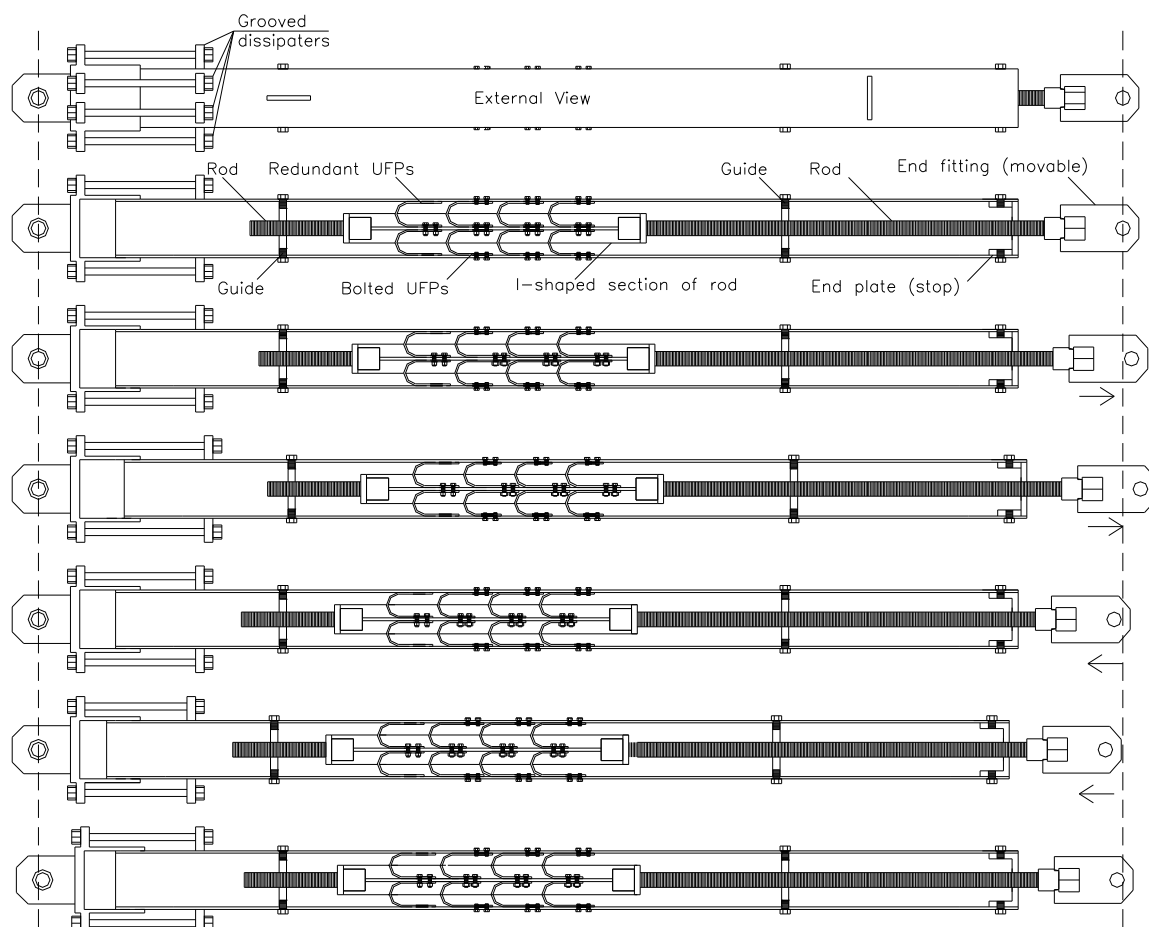 Grooved
dissipaters
External View
Rod
Redundant UFPs
Guide
Rod
End fitting (movable)
Guide
Bolted UFPs
I-shaped section of rod
End plate (stop)